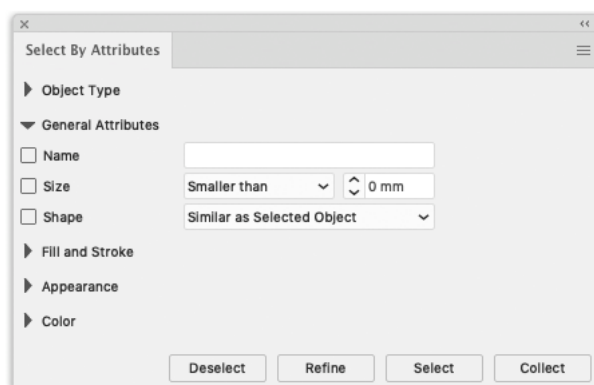 Select By Attributes
Object Type
General Attributes
Name
Size Smaller than 0 mm
Shape Similar as Selected Object
Fill and Stroke
Appearance
Color
Deselect Refine Select Collect